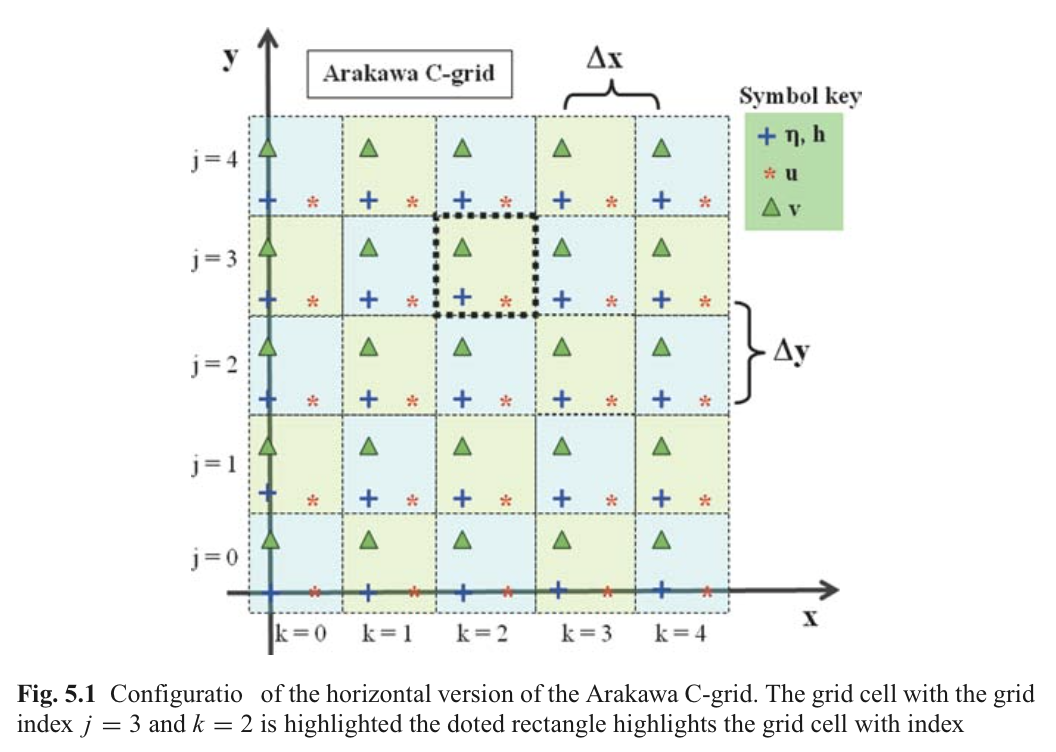 y
Arakawa C-grid
Δx
Symbol key
+ η, h
* u
v
j = 4
j = 3
j = 2
Δy
j = 1
j = 0
x
k = 0 k = 1 k = 2 k = 3 k = 4
Fig. 5.1 Configuratio of the horizontal version of the Arakawa C-grid. The grid cell with the grid
index j = 3 and k = 2 is highlighted the doted rectangle highlights the grid cell with index